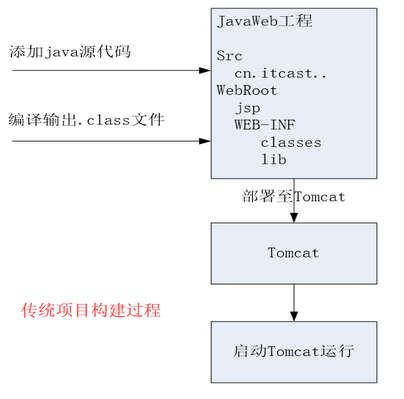 JavaWeb工程
添加java源代码
Src
cn.itcast..
WebRoot
jsp
编译输出.class文件
WEB-INF
classes
lib
部署至Tomcat
Tomcat
传统项目构建过程
启动Tomcat运行